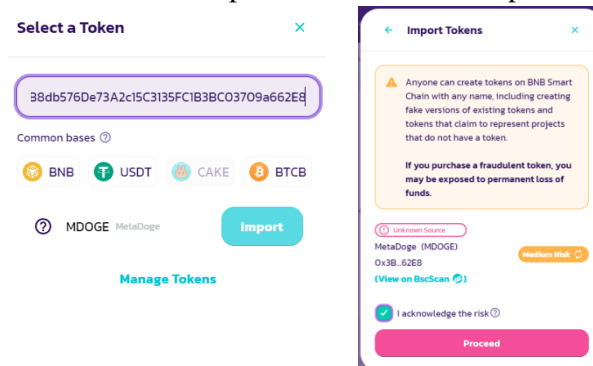 Select a Token
38db576De73A2c15C3135FC1B3BC03709a662E8
Common bases
BNB
USDT
CAKE
BTCB
MDOGE MetaDoge
Import
Manage Tokens
Import Tokens
Anyone can create tokens on BNB Smart
Chain with any name, including creating
fake versions of existing tokens and
tokens that claim to represent projects
that do not have a token.
If you purchase a fraudulent token, you
may be exposed to permanent loss of
funds.
Unknown Source
MetaDoge (MDOGE)
0x3B...62E8
Medium Risk
(View on BscScan)
I acknowledge the risk
Proceed